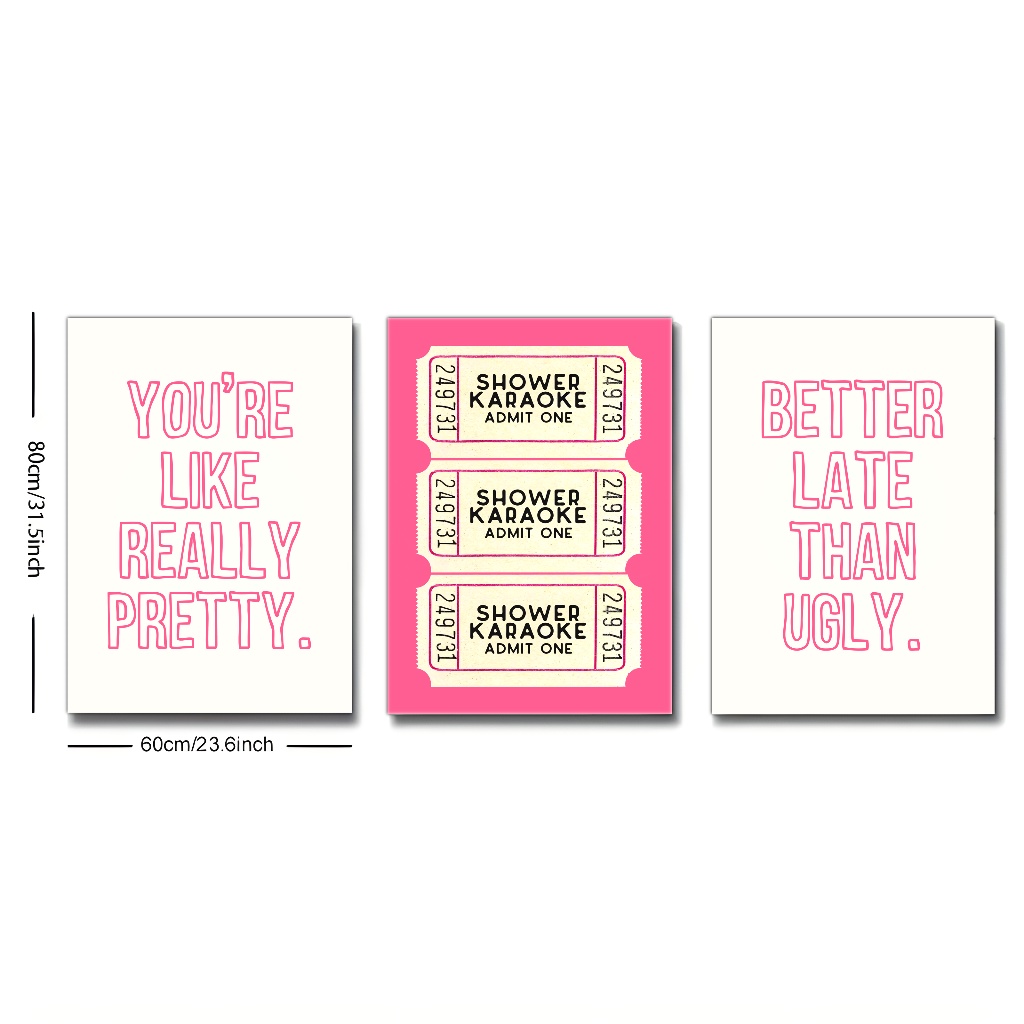 YOU'RE
LIKE
REALLY
PRETTY.
249731
SHOWER
KARAOKE
ADMIT ONE
249731
249731
SHOWER
KARAOKE
ADMIT ONE
249731
249731
SHOWER
KARAOKE
ADMIT ONE
249731
BETTER
LATE
THAN
UGLY.
80cm/31.5inch
60cm/23.6inch